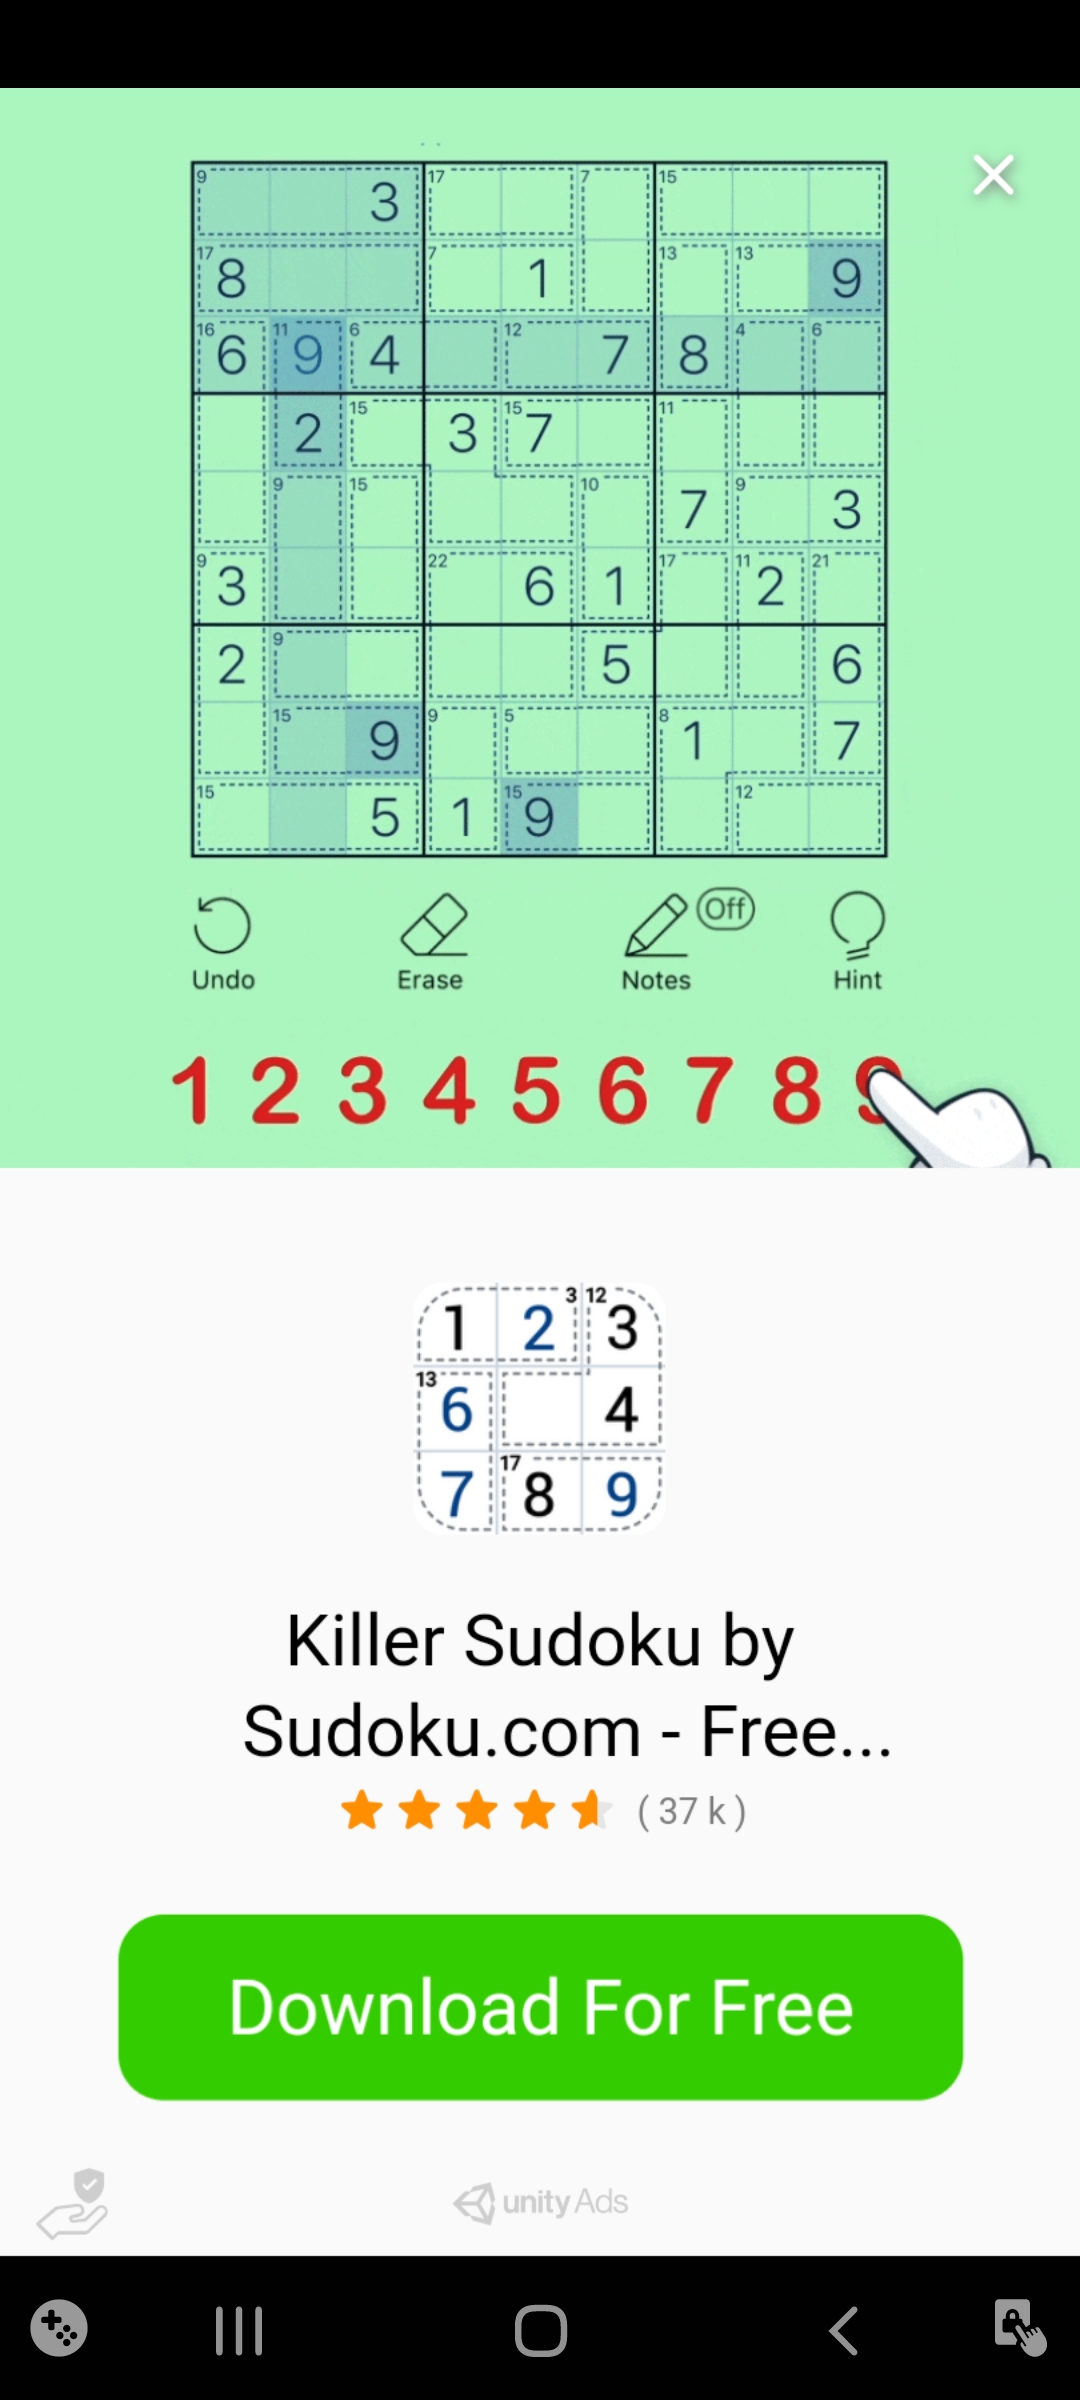 9 17 7 15
3
17 7 13 13
8 1 9
16 11 6 12 4 6
6 9 4 7 8
15 15 11
2 3 7
9 15 10 9
7 3
9 22 17 11 21
3 6 1 2
9
2 5 6
15 9 5 8
9 1 7
15 15 12
5 1 9
Off
Undo Erase Notes Hint
1 2 3 4 5 6 7 8 9
3 12
1 2 3
13
6 4
17
7 8 9
Killer Sudoku by
Sudoku.com - Free...
( 37 k )
Download For Free
unity Ads